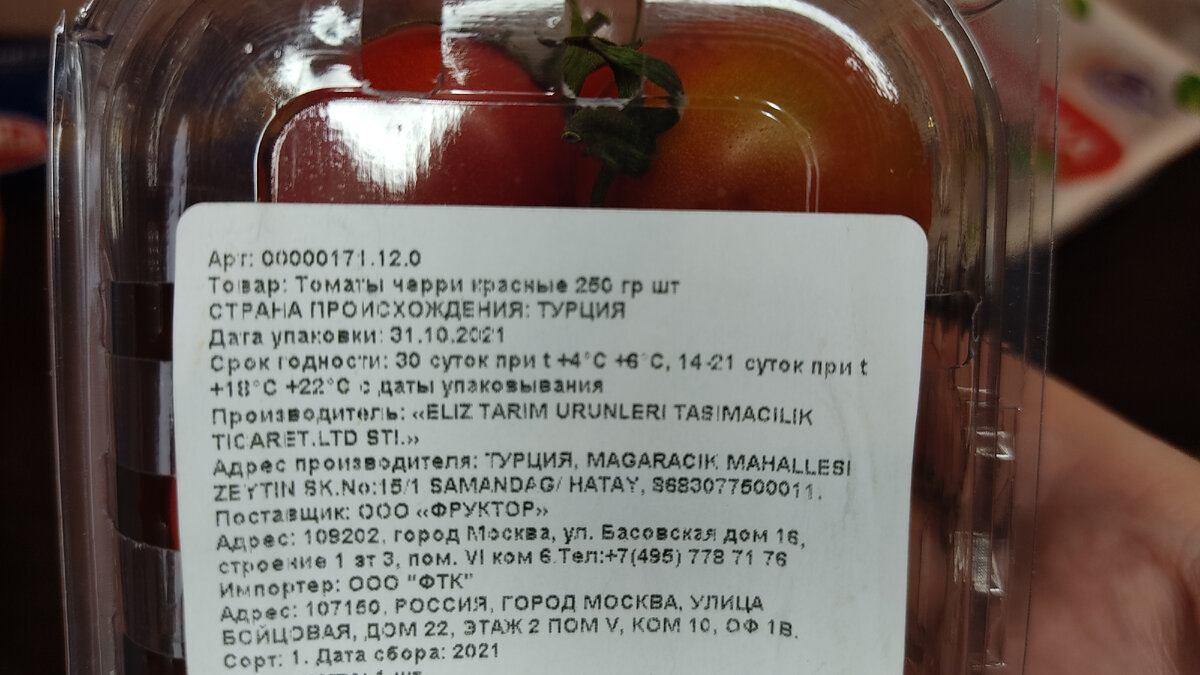 Арт: 00000171.12.0
Товар: Томаты черри красные 250 гр шт
СТРАНА ПРОИСХОЖДЕНИЯ: ТУРЦИЯ
Дата упаковки: 31.10.2021
Срок годности: 30 суток при t +4°C +6°C, 14-21 суток при t
+18°C +22°C с даты упаковывания
Производитель: «ELIZ TARIM URUNLERI TASIMACILIK
TICARET.LTD STI.»
Адрес производителя: ТУРЦИЯ, MAGARACIK MAHALLESI
ZEYTIN SK.No:15/1 SAMANDAG/ HATAY, 8683077500011.
Поставщик: ООО «ФРУКТОР»
Адрес: 109202, город Москва, ул. Басовская дом 16,
строение 1 эт 3, пом. VI ком 6.Тел:+7(495) 778 71 76
Импортер: ООО "ФТК"
Адрес: 107150, РОССИЯ, ГОРОД МОСКВА, УЛИЦА
БОЙЦОВАЯ, ДОМ 22, ЭТАЖ 2 ПОМ V, КОМ 10, ОФ 1В.
Сорт: 1. Дата сбора: 2021